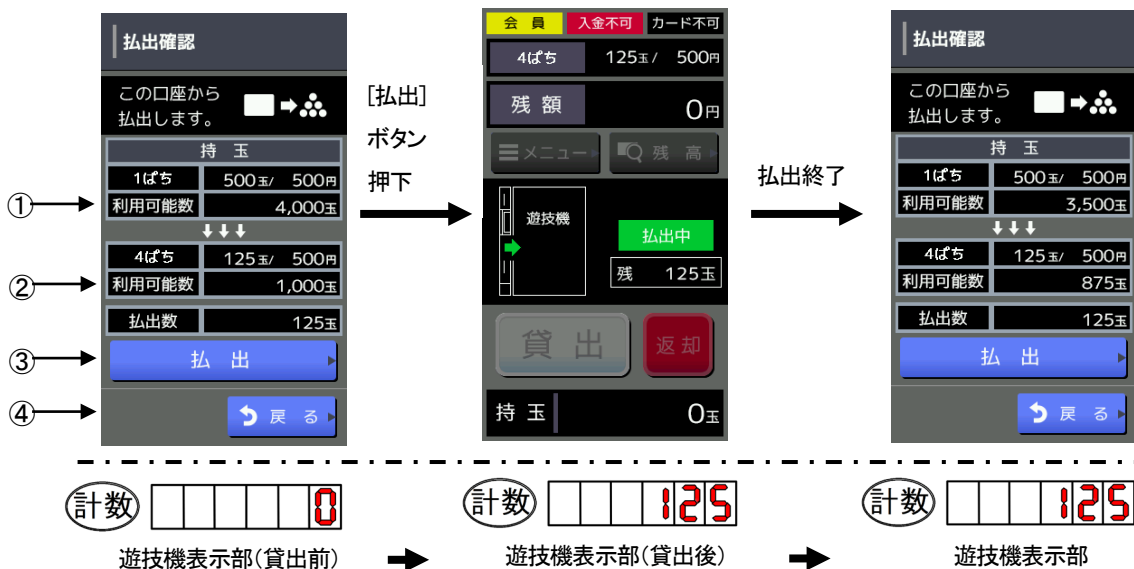 払出確認
この口座から
払出します。
持 玉
1ぱち 500玉/ 500円
① 利用可能数 4,000玉
4ぱち 125玉/ 500円
② 利用可能数 1,000玉
払出数 125玉
③ 払 出
④ 戻 る
[払出]
ボタン
押下
会 員 入金不可 カード不可
4ぱち 125玉/ 500円
残 額 0円
メニュー 残 高
遊技機
払出中
残 125玉
貸 出 返 却
持 玉 0玉
払出終了
払出確認
この口座から
払出します。
持 玉
1ぱち 500玉/ 500円
利用可能数 3,500玉
4ぱち 125玉/ 500円
利用可能数 875玉
払出数 125玉
払 出
戻 る
計数 0
遊技機表示部(貸出前)
計数 125
遊技機表示部(貸出後)
計数 125
遊技機表示部